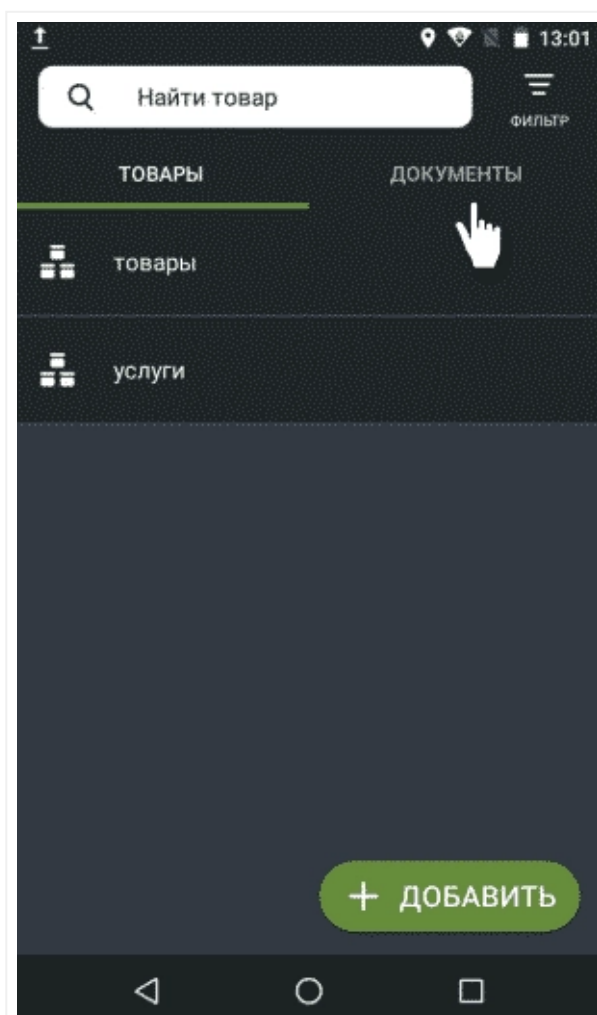 13:01
Найти товар
ФИЛЬТР
ТОВАРЫ
ДОКУМЕНТЫ
товары
услуги
+ ДОБАВИТЬ